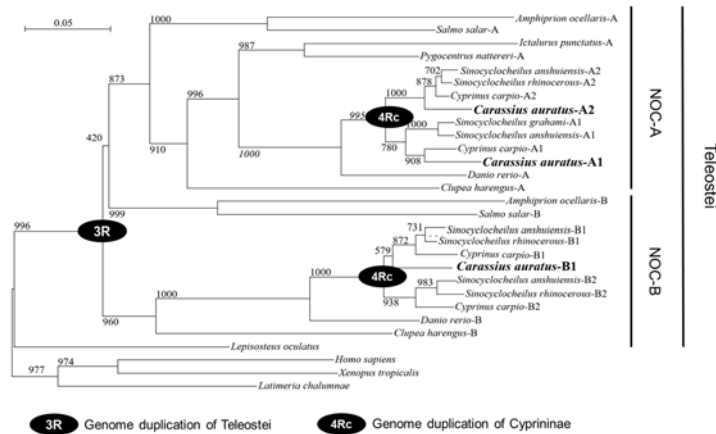 0.05
1000
Amphiprion ocellaris-A
Salmo salar-A
873
987
Ictalurus punctatus-A
Pygocentrus nattereri-A
996
702
Sinocyclocheilus anshuiensis-A2
Sinocyclocheilus rhinocerous-A2
878
1000
Cyprinus carpio-A2
Carassius auratus-A2
995
4Rc
1000
Sinocyclocheilus grahami-A1
Sinocyclocheilus anshuiensis-A1
420
910
1000
780
Cyprinus carpio-A1
908
Carassius auratus-A1
Danio rerio-A
Clupea harengus-A
NOC-A
Teleostei
999
Amphiprion ocellaris-B
Salmo salar-B
996
3R
731
Sinocyclocheilus anshuiensis-B1
872
Sinocyclocheilus rhinocerous-B1
579
Cyprinus carpio-B1
1000
4Rc
Carassius auratus-B1
983
Sinocyclocheilus anshuiensis-B2
Sinocyclocheilus rhinocerous-B2
1000
938
Cyprinus carpio-B2
960
Danio rerio-B
Clupea harengus-B
NOC-B
Lepisosteus oculatus
974
Homo sapiens
977
Xenopus tropicalis
Latimeria chalumnae
3R Genome duplication of Teleostei
4Rc Genome duplication of Cyprininae